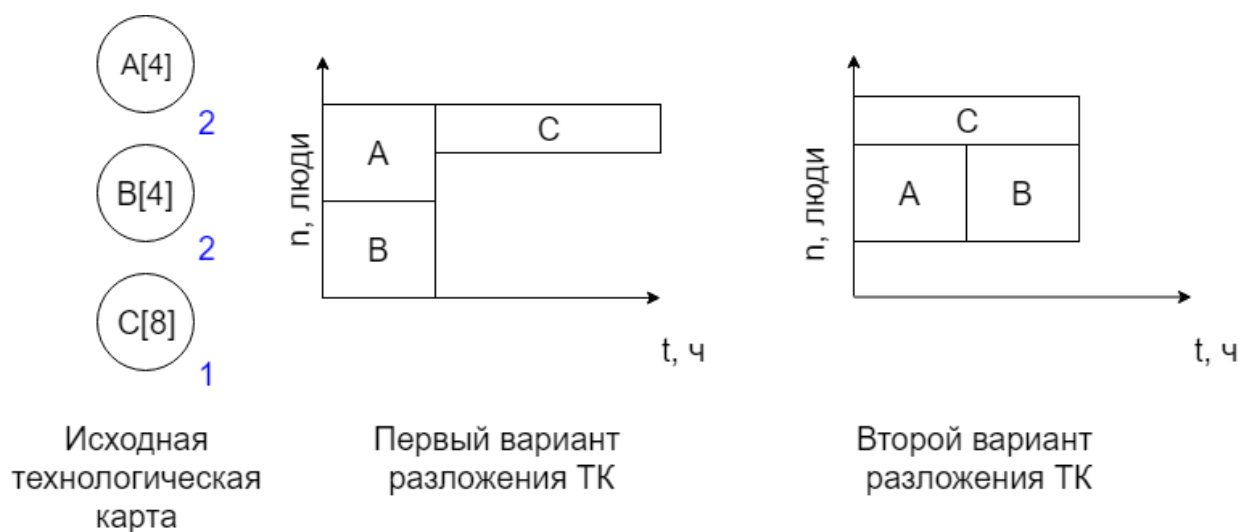 A[4]
2
B[4]
2
C[8]
1
Исходная
технологическая
карта
n, люди
A
B
C
t, ч
Первый вариант
разложения ТК
n, люди
C
A
B
t, ч
Второй вариант
разложения ТК